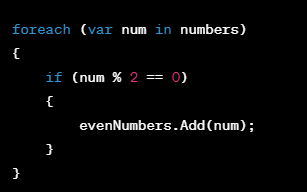 foreach (var num in numbers)
{
    if (num % 2 == 0)
    {
        evenNumbers.Add(num);
    }
}